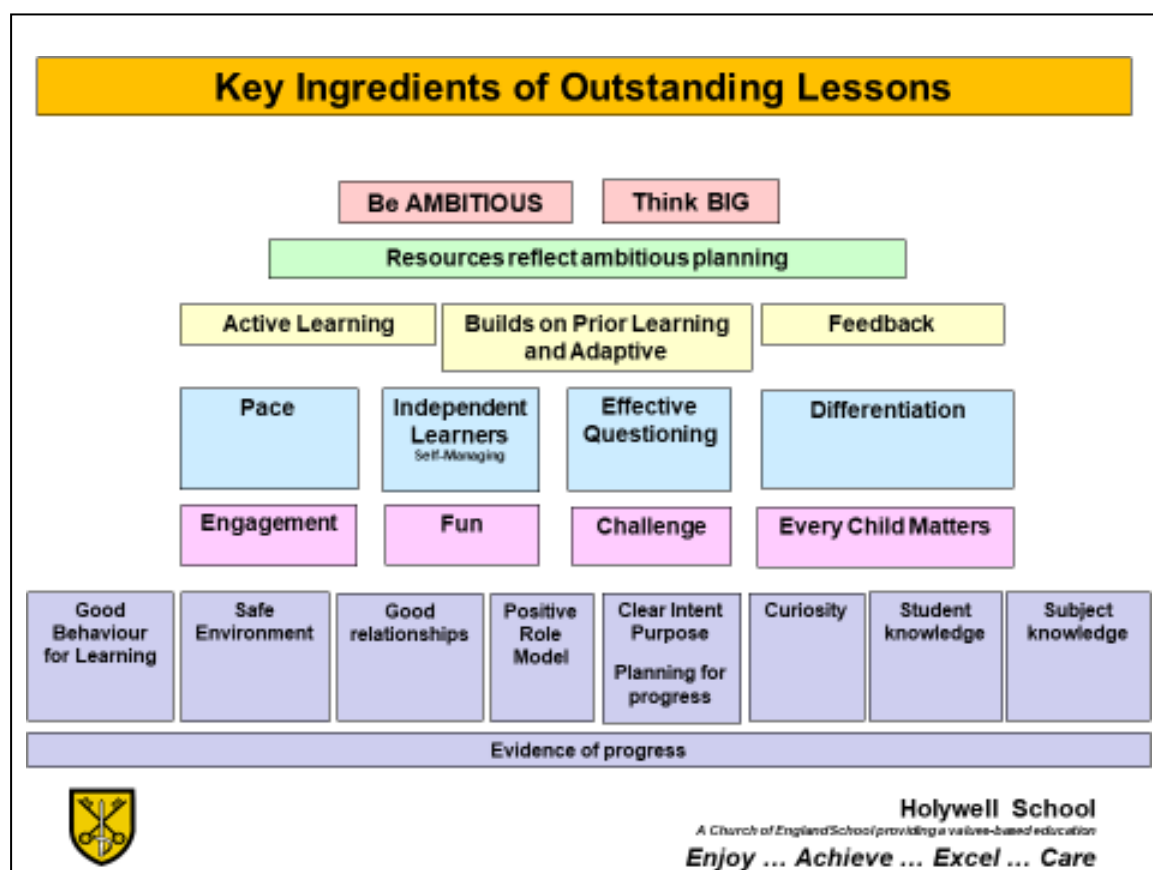 Key Ingredients of Outstanding Lessons
Be AMBITIOUS
Think BIG
Resources reflect ambitious planning
Active Learning
Builds on Prior Learning
and Adaptive
Feedback
Pace
Independent
Learners
Self-Managing
Effective
Questioning
Differentiation
Engagement
Fun
Challenge
Every Child Matters
Good
Behaviour
for Learning
Safe
Environment
Good
relationships
Positive
Role
Model
Clear Intent
Purpose
Planning for
progress
Curiosity
Student
knowledge
Subject
knowledge
Evidence of progress
Holywell School
A Church of England School providing a values-based education
Enjoy ... Achieve ... Excel ... Care